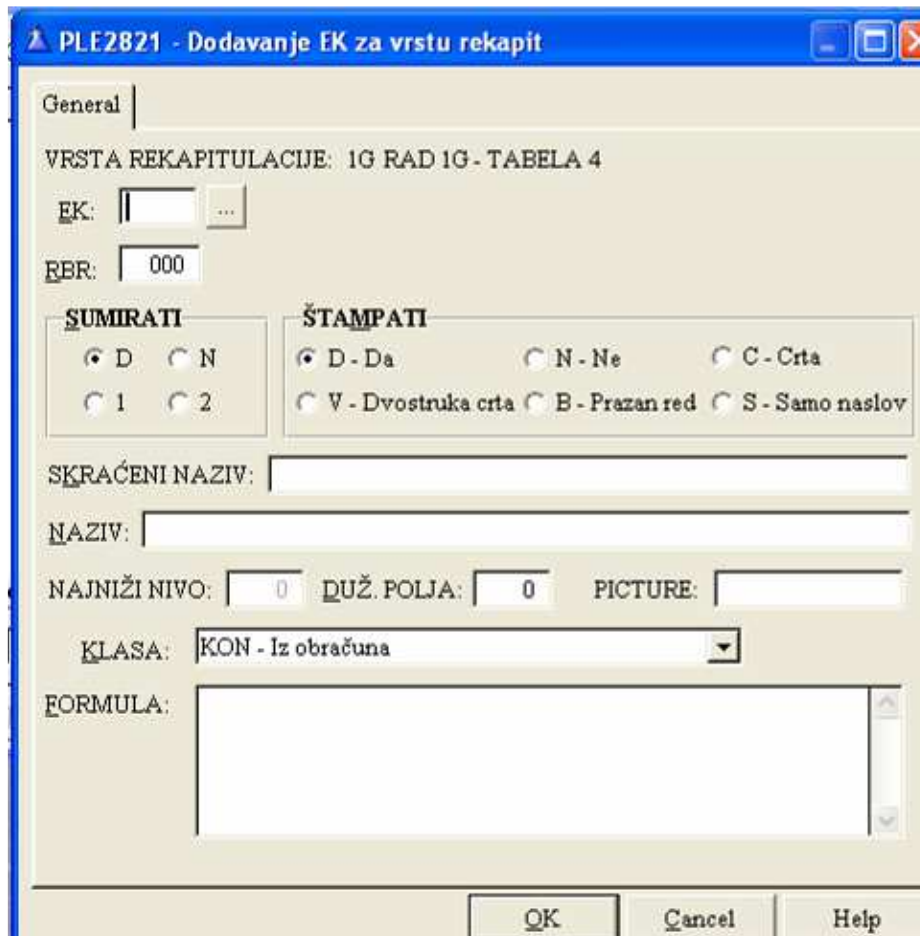 PLE2821 - Dodavanje EK za vrstu rekapit
General
VRSTA REKAPITULACIJE: 1G RAD 1G - TABELA 4
EK: ...
RBR: 000
SUMIRATI ŠTAMPATI
D N D - Da N - Ne C - Crta
1 2 V - Dvostruka crta B - Prazan red S - Samo naslov
SKRAĆENI NAZIV:
NAZIV:
NAJNIŽI NIVO: 0 DUŽ. POLJA: 0 PICTURE:
KLASA: KON - Iz obračuna
FORMULA:
OK Cancel Help